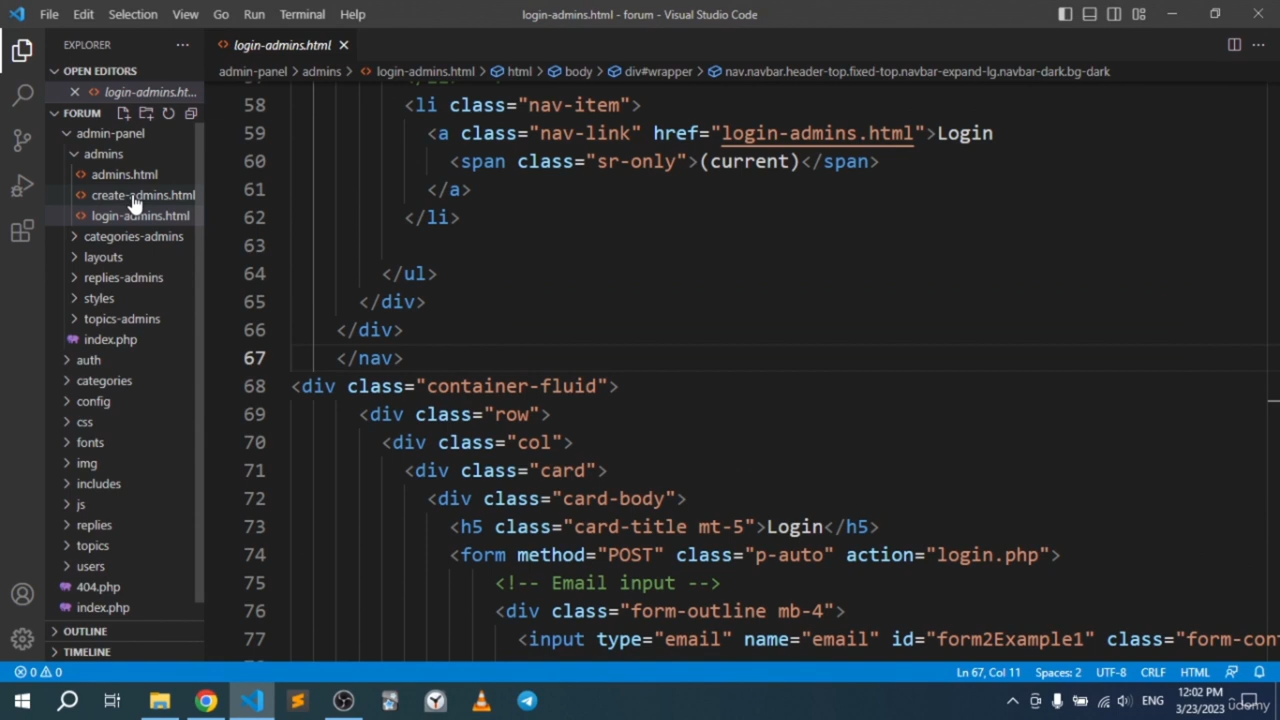 File Edit Selection View Go Run Terminal Help
login-admins.html - forum - Visual Studio Code
EXPLORER
OPEN EDITORS
login-admins.ht...
FORUM
admin-panel
admins
admins.html
create-admins.html
login-admins.html
categories-admins
layouts
replies-admins
styles
topics-admins
index.php
auth
categories
config
css
fonts
img
includes
js
replies
topics
users
404.php
index.php
OUTLINE
TIMELINE
login-admins.html
admin-panel > admins > login-admins.html > html > body > div#wrapper > nav.navbar.header-top.fixed-top.navbar-expand-lg.navbar-dark.bg-dark
58 <li class="nav-item">
59 <a class="nav-link" href="login-admins.html">Login
60 <span class="sr-only">(current)</span>
61 </a>
62 </li>
63
64 </ul>
65 </div>
66 </div>
67 </nav>
68 <div class="container-fluid">
69 <div class="row">
70 <div class="col">
71 <div class="card">
72 <div class="card-body">
73 <h5 class="card-title mt-5">Login</h5>
74 <form method="POST" class="p-auto" action="login.php">
75 <!-- Email input -->
76 <div class="form-outline mb-4">
77 <input type="email" name="email" id="form2Example1" class="form-con
0 0
Ln 67, Col 11 Spaces: 2 UTF-8 CRLF HTML
ENG
12:02 PM
3/23/2023
udemy